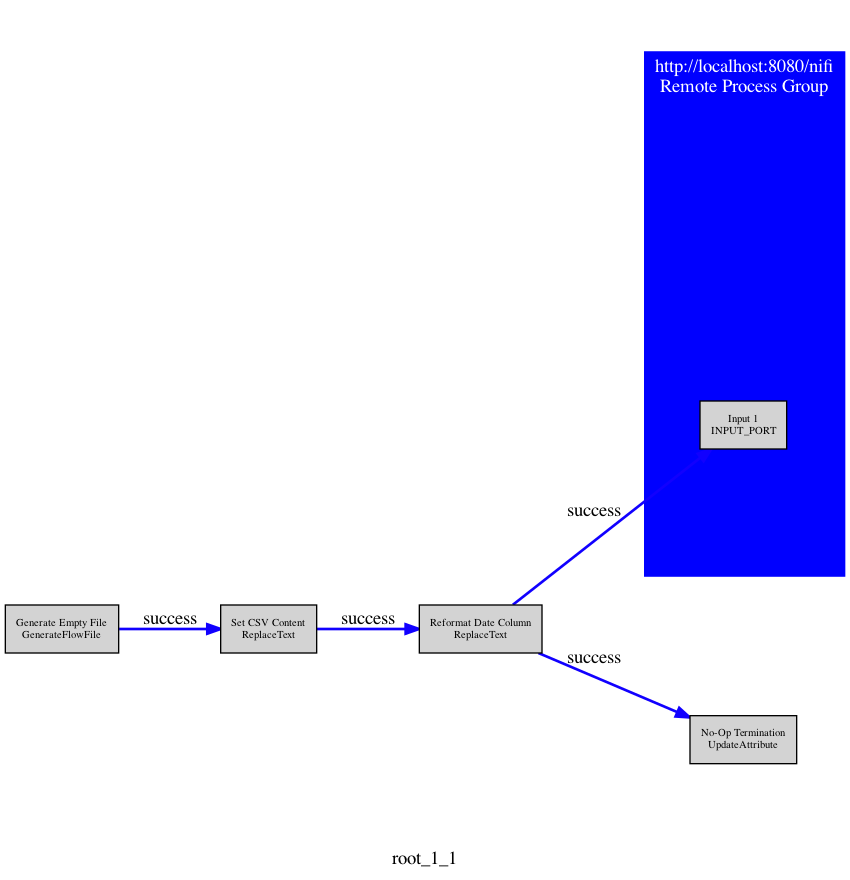 http://localhost:8080/nifi
Remote Process Group
Input 1
INPUT_PORT
success
Generate Empty File
GenerateFlowFile
success
Set CSV Content
ReplaceText
success
Reformat Date Column
ReplaceText
success
No-Op Termination
UpdateAttribute
root_1_1